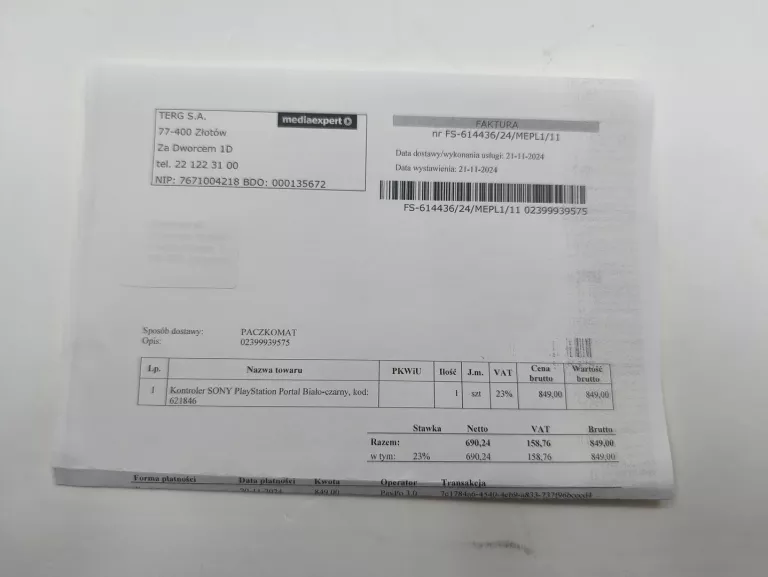 TERG S.A.
mediaexpert
77-400 Złotów
Za Dworcem 1D
tel. 22 122 31 00
NIP: 7671004218 BDO: 000135672
FAKTURA
nr FS-614436/24/MEPL1/11
Data dostawy/wykonania usługi: 21-11-2024
Data wystawienia: 21-11-2024
FS-614436/24/MEPL1/11 02399939575
Sposób dostawy: PACZKOMAT
Opis: 02399939575
Lp. Nazwa towaru PKWiU Ilość J.m. VAT Cena brutto Wartość brutto
1 Kontroler SONY PlayStation Portal Biało-czarny, kod: 1 szt 23% 849,00 849,00
621846
Stawka Netto VAT Brutto
Razem: 690,24 158,76 849,00
w tym: 23% 690,24 158,76 849,00
Forma płatności Data płatności Kwota Operator Transakcja
20-11-2024 849,00 3.0